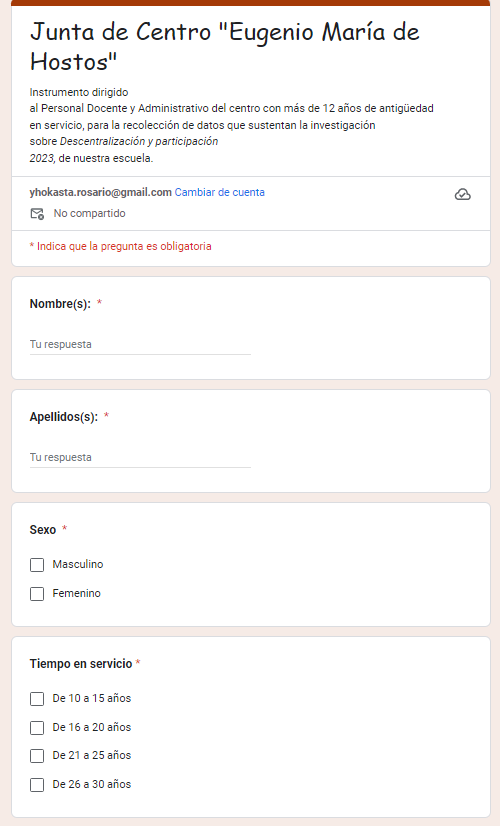 Junta de Centro "Eugenio María de
Hostos"
Instrumento dirigido
al Personal Docente y Administrativo del centro con más de 12 años de antigüedad
en servicio, para la recolección de datos que sustentan la investigación
sobre Descentralización y participación
2023, de nuestra escuela.
yhokasta.rosario@gmail.com Cambiar de cuenta
No compartido
* Indica que la pregunta es obligatoria
Nombre(s): *
Tu respuesta
Apellidos(s): *
Tu respuesta
Sexo *
Masculino
Femenino
Tiempo en servicio *
De 10 a 15 años
De 16 a 20 años
De 21 a 25 años
De 26 a 30 años